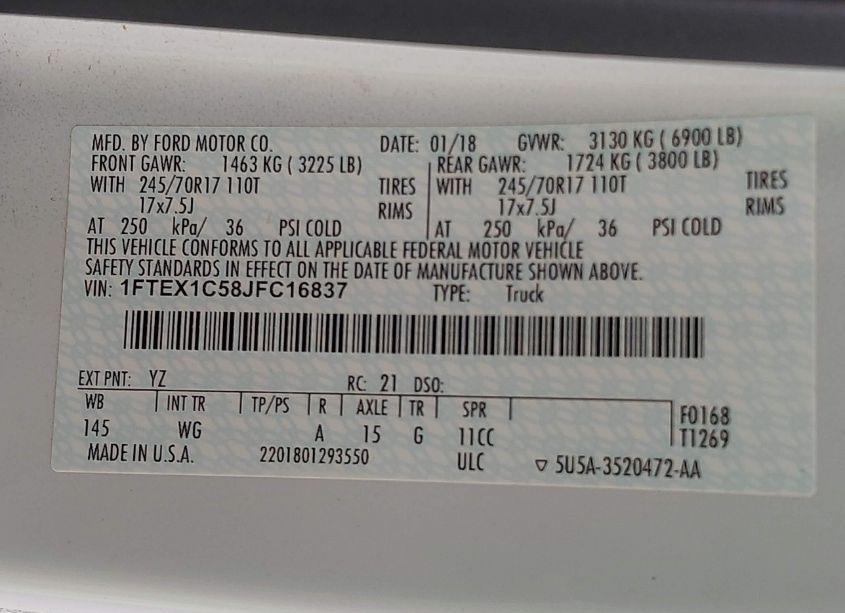 MFD. BY FORD MOTOR CO. DATE: 01/18 GVWR: 3130 KG ( 6900 LB)
FRONT GAWR: 1463 KG ( 3225 LB) REAR GAWR: 1724 KG ( 3800 LB)
WITH 245/70R17 110T TIRES WITH 245/70R17 110T TIRES
17x7.5J RIMS 17x7.5J RIMS
AT 250 kPa/ 36 PSI COLD AT 250 kPa/ 36 PSI COLD
THIS VEHICLE CONFORMS TO ALL APPLICABLE FEDERAL MOTOR VEHICLE
SAFETY STANDARDS IN EFFECT ON THE DATE OF MANUFACTURE SHOWN ABOVE.
VIN: 1FTEX1C58JFC16837 TYPE: Truck
EXT PNT: YZ RC: 21 DSO:
WB INT TR TP/PS R AXLE TR SPR F0168
145 WG A 15 G 11CC T1269
MADE IN U.S.A. 2201801293550 ULC ▽ 5U5A-3520472-AA